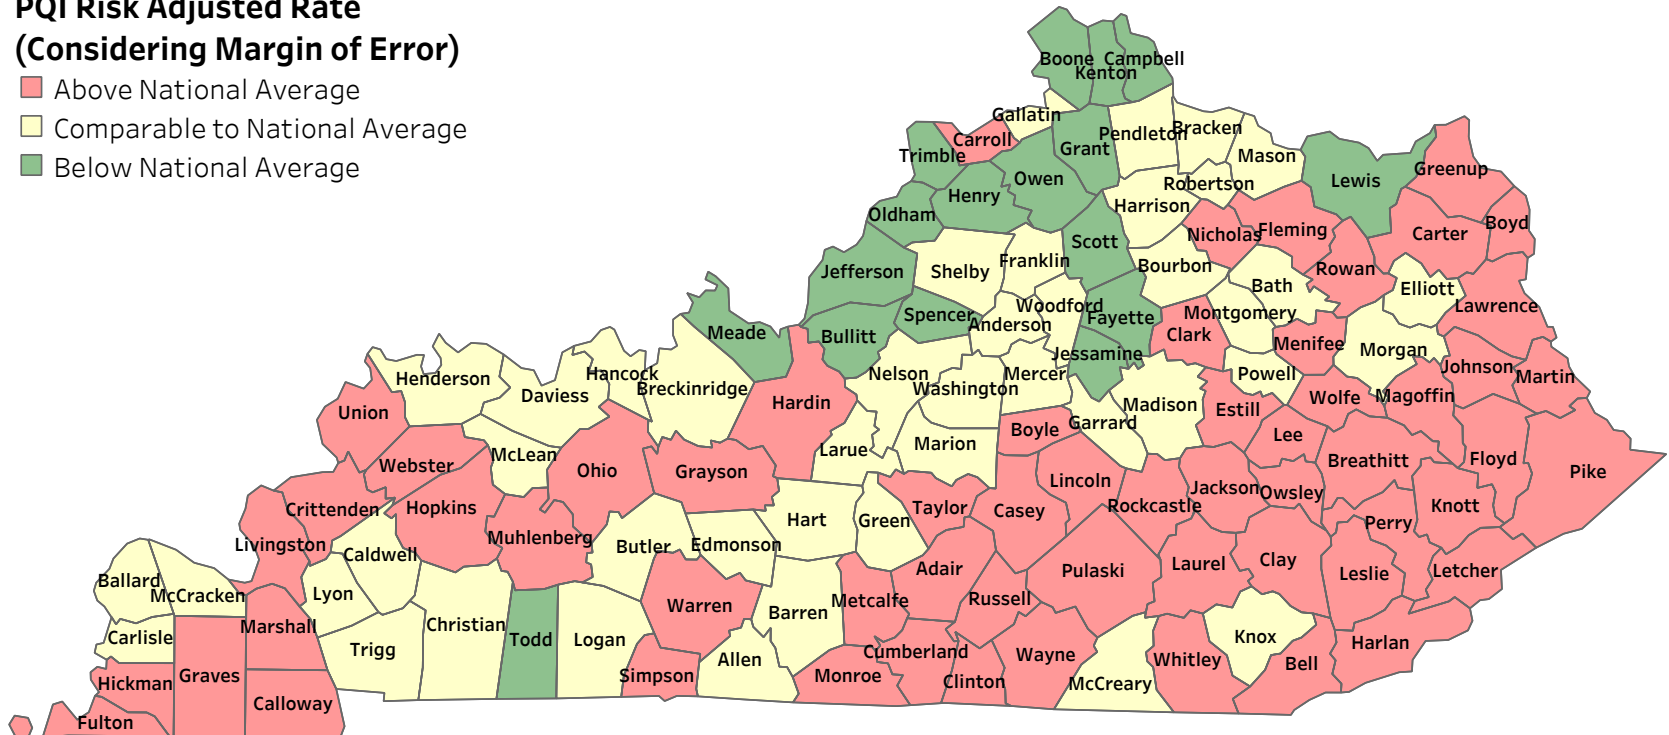 PQI Risk Adjusted Rate
(Considering Margin of Error)
Above National Average
Comparable to National Average
Below National Average
Boone
Campbell
Kenton
Gallatin
Carroll
Pendleton
Bracken
Grant
Trimble
Mason
Greenup
Owen
Lewis
Robertson
Henry
Harrison
Oldham
Boyd
Nicholas
Fleming
Carter
Scott
Franklin
Bourbon
Rowan
Jefferson
Shelby
Bath
Elliott
Woodford
Lawrence
Spencer
Montgomery
Fayette
Anderson
Meade
Bullitt
Clark
Menifee
Morgan
Jessamine
Johnson
Hancock
Nelson
Mercer
Powell
Martin
Henderson
Breckinridge
Washington
Daviess
Magoffin
Wolfe
Hardin
Madison
Estill
Union
Garrard
Boyle
Lee
Marion
Larue
McLean
Floyd
Breathitt
Webster
Ohio
Grayson
Pike
Lincoln
Jackson
Owsley
Knott
Rockcastle
Hopkins
Taylor
Crittenden
Casey
Hart
Green
Perry
Muhlenberg
Livingston
Butler
Edmonson
Caldwell
Clay
Laurel
Adair
Pulaski
Letcher
Leslie
Ballard
Lyon
McCracken
Russell
Metcalfe
Warren
Barren
Christian
Marshall
Carlisle
Knox
Todd
Logan
Harlan
Trigg
Cumberland
Wayne
Allen
Whitley
Bell
Graves
Simpson
Monroe
Clinton
Hickman
McCreary
Calloway
Fulton